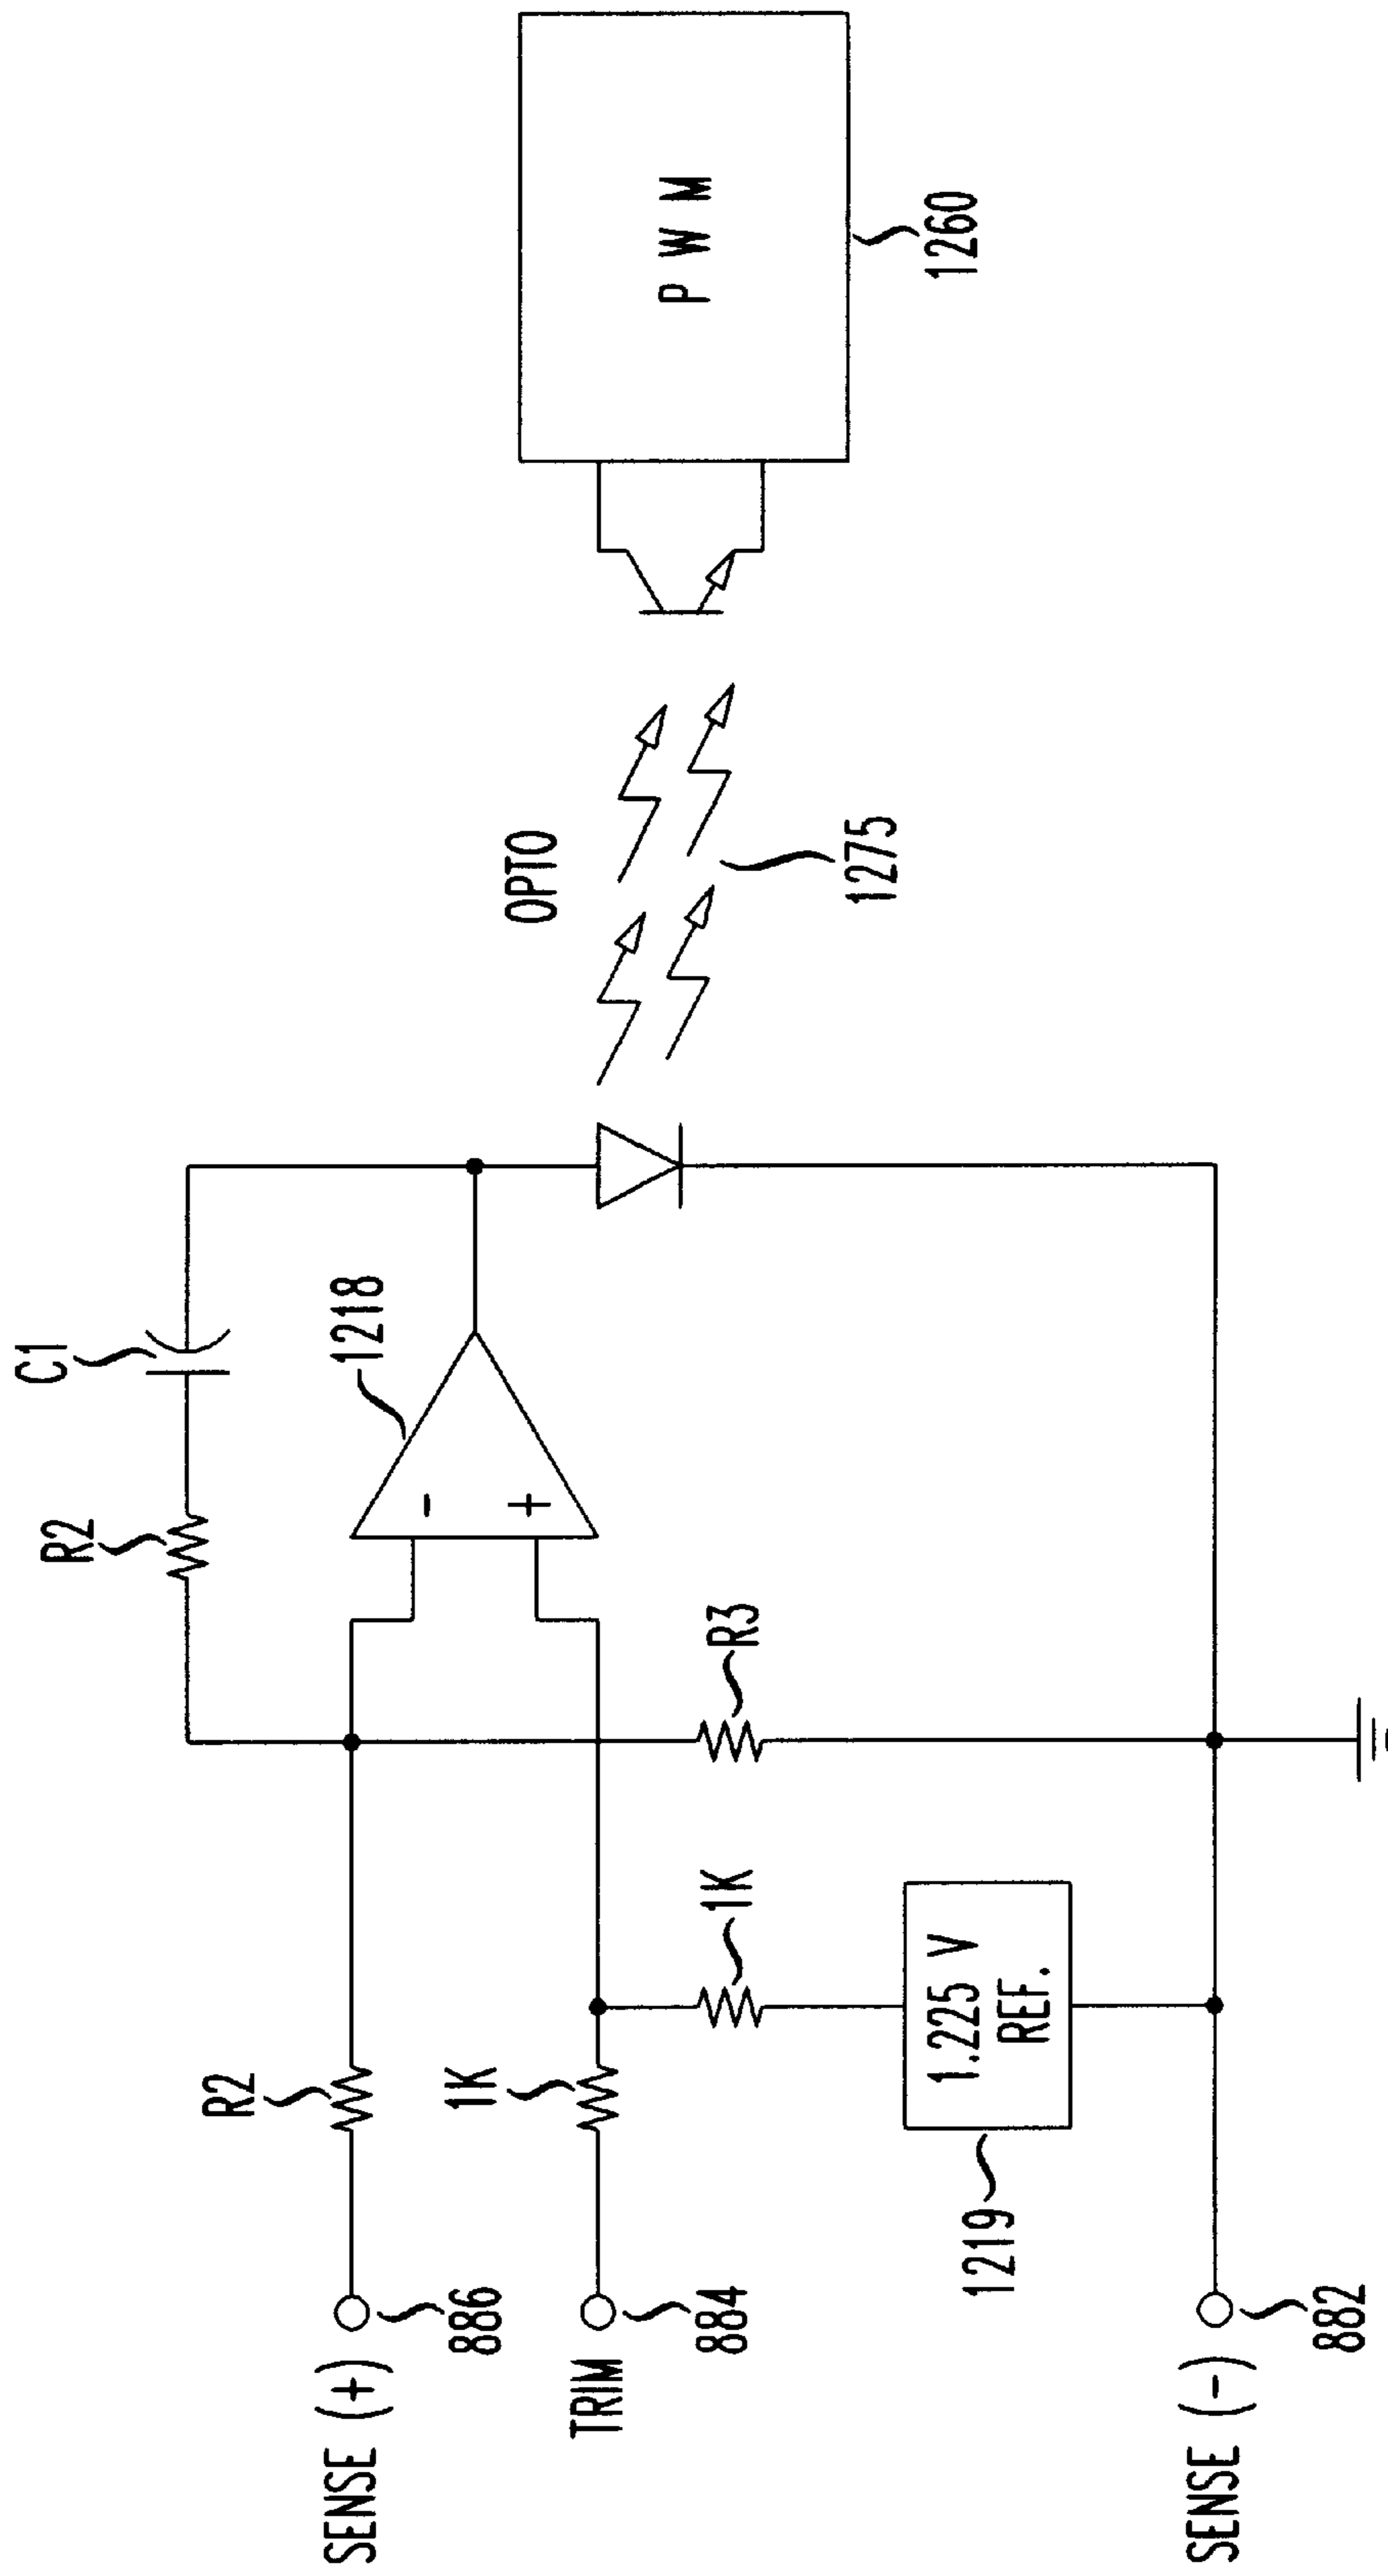 C1
R2
1218
OPTO
P W M
1275
1260
R3
R2
1K
1K
1.225 V
REF.
1219
SENSE (+)
886
TRIM
884
SENSE (-)
882